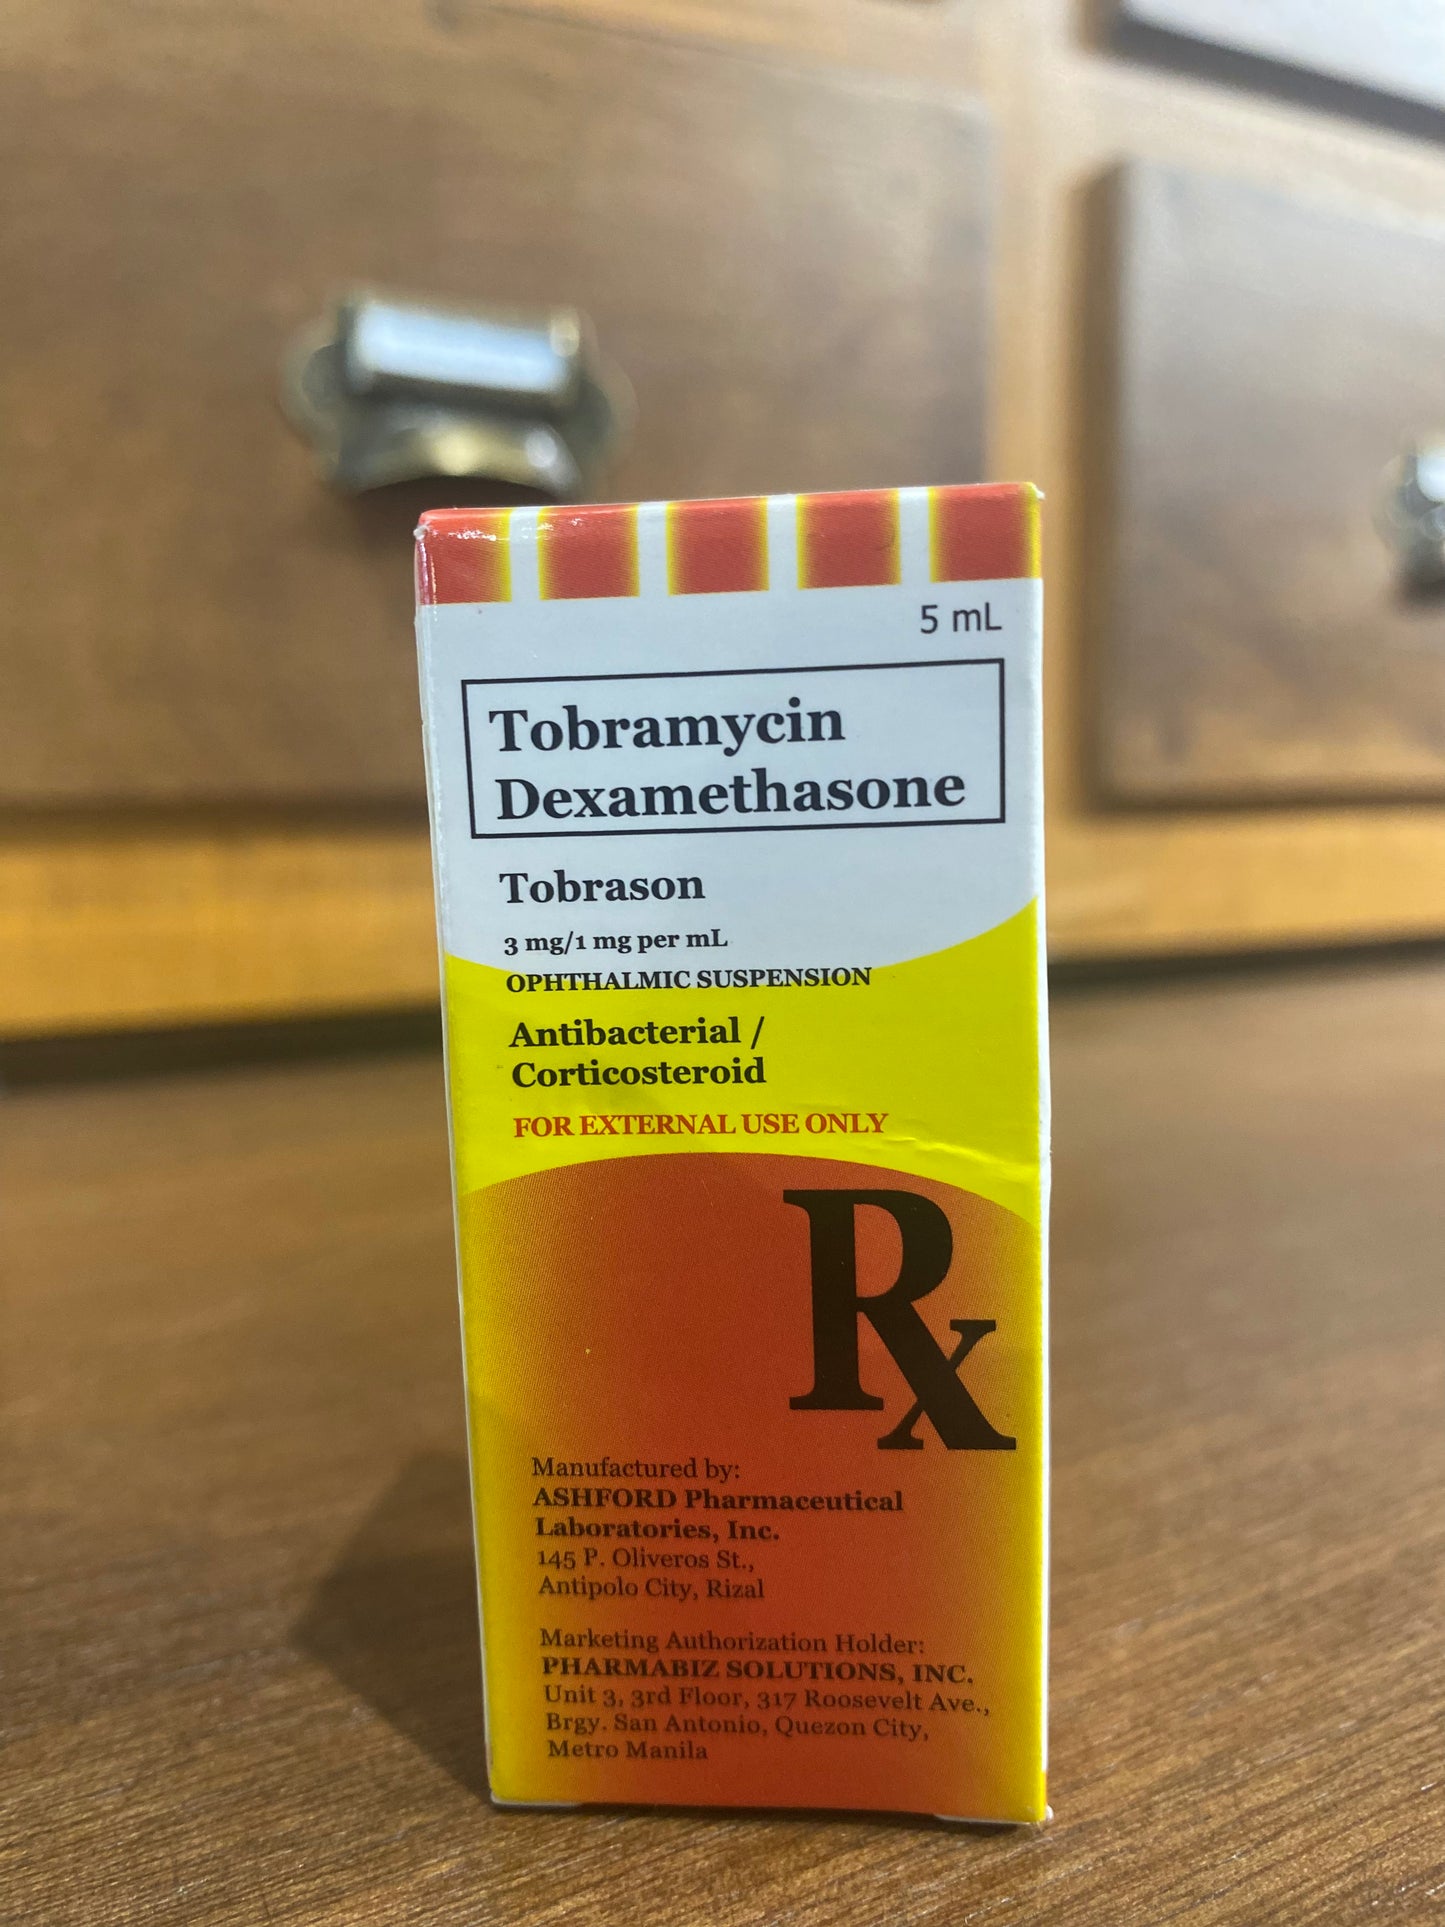 5 mL
Tobramycin
Dexamethasone
Tobrason
3 mg/1 mg per mL
OPHTHALMIC SUSPENSION
Antibacterial /
Corticosteroid
FOR EXTERNAL USE ONLY
Rx
Manufactured by:
ASHFORD Pharmaceutical
Laboratories, Inc.
145 P. Oliveros St.,
Antipolo City, Rizal
Marketing Authorization Holder:
PHARMABIZ SOLUTIONS, INC.
Unit 3, 3rd Floor, 317 Roosevelt Ave.,
Brgy. San Antonio, Quezon City,
Metro Manila